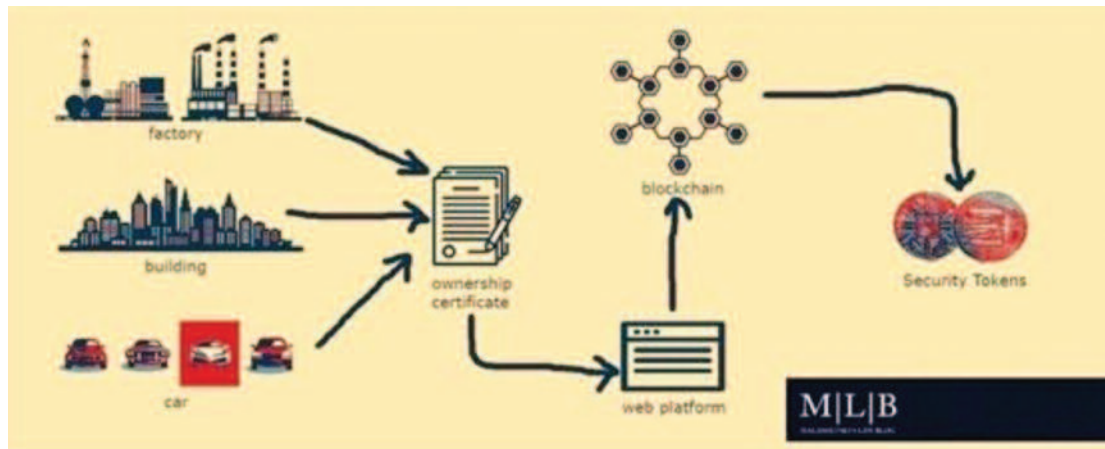 factory
building
car
ownership
certificate
web platform
blockchain
Security Tokens
M|L|B